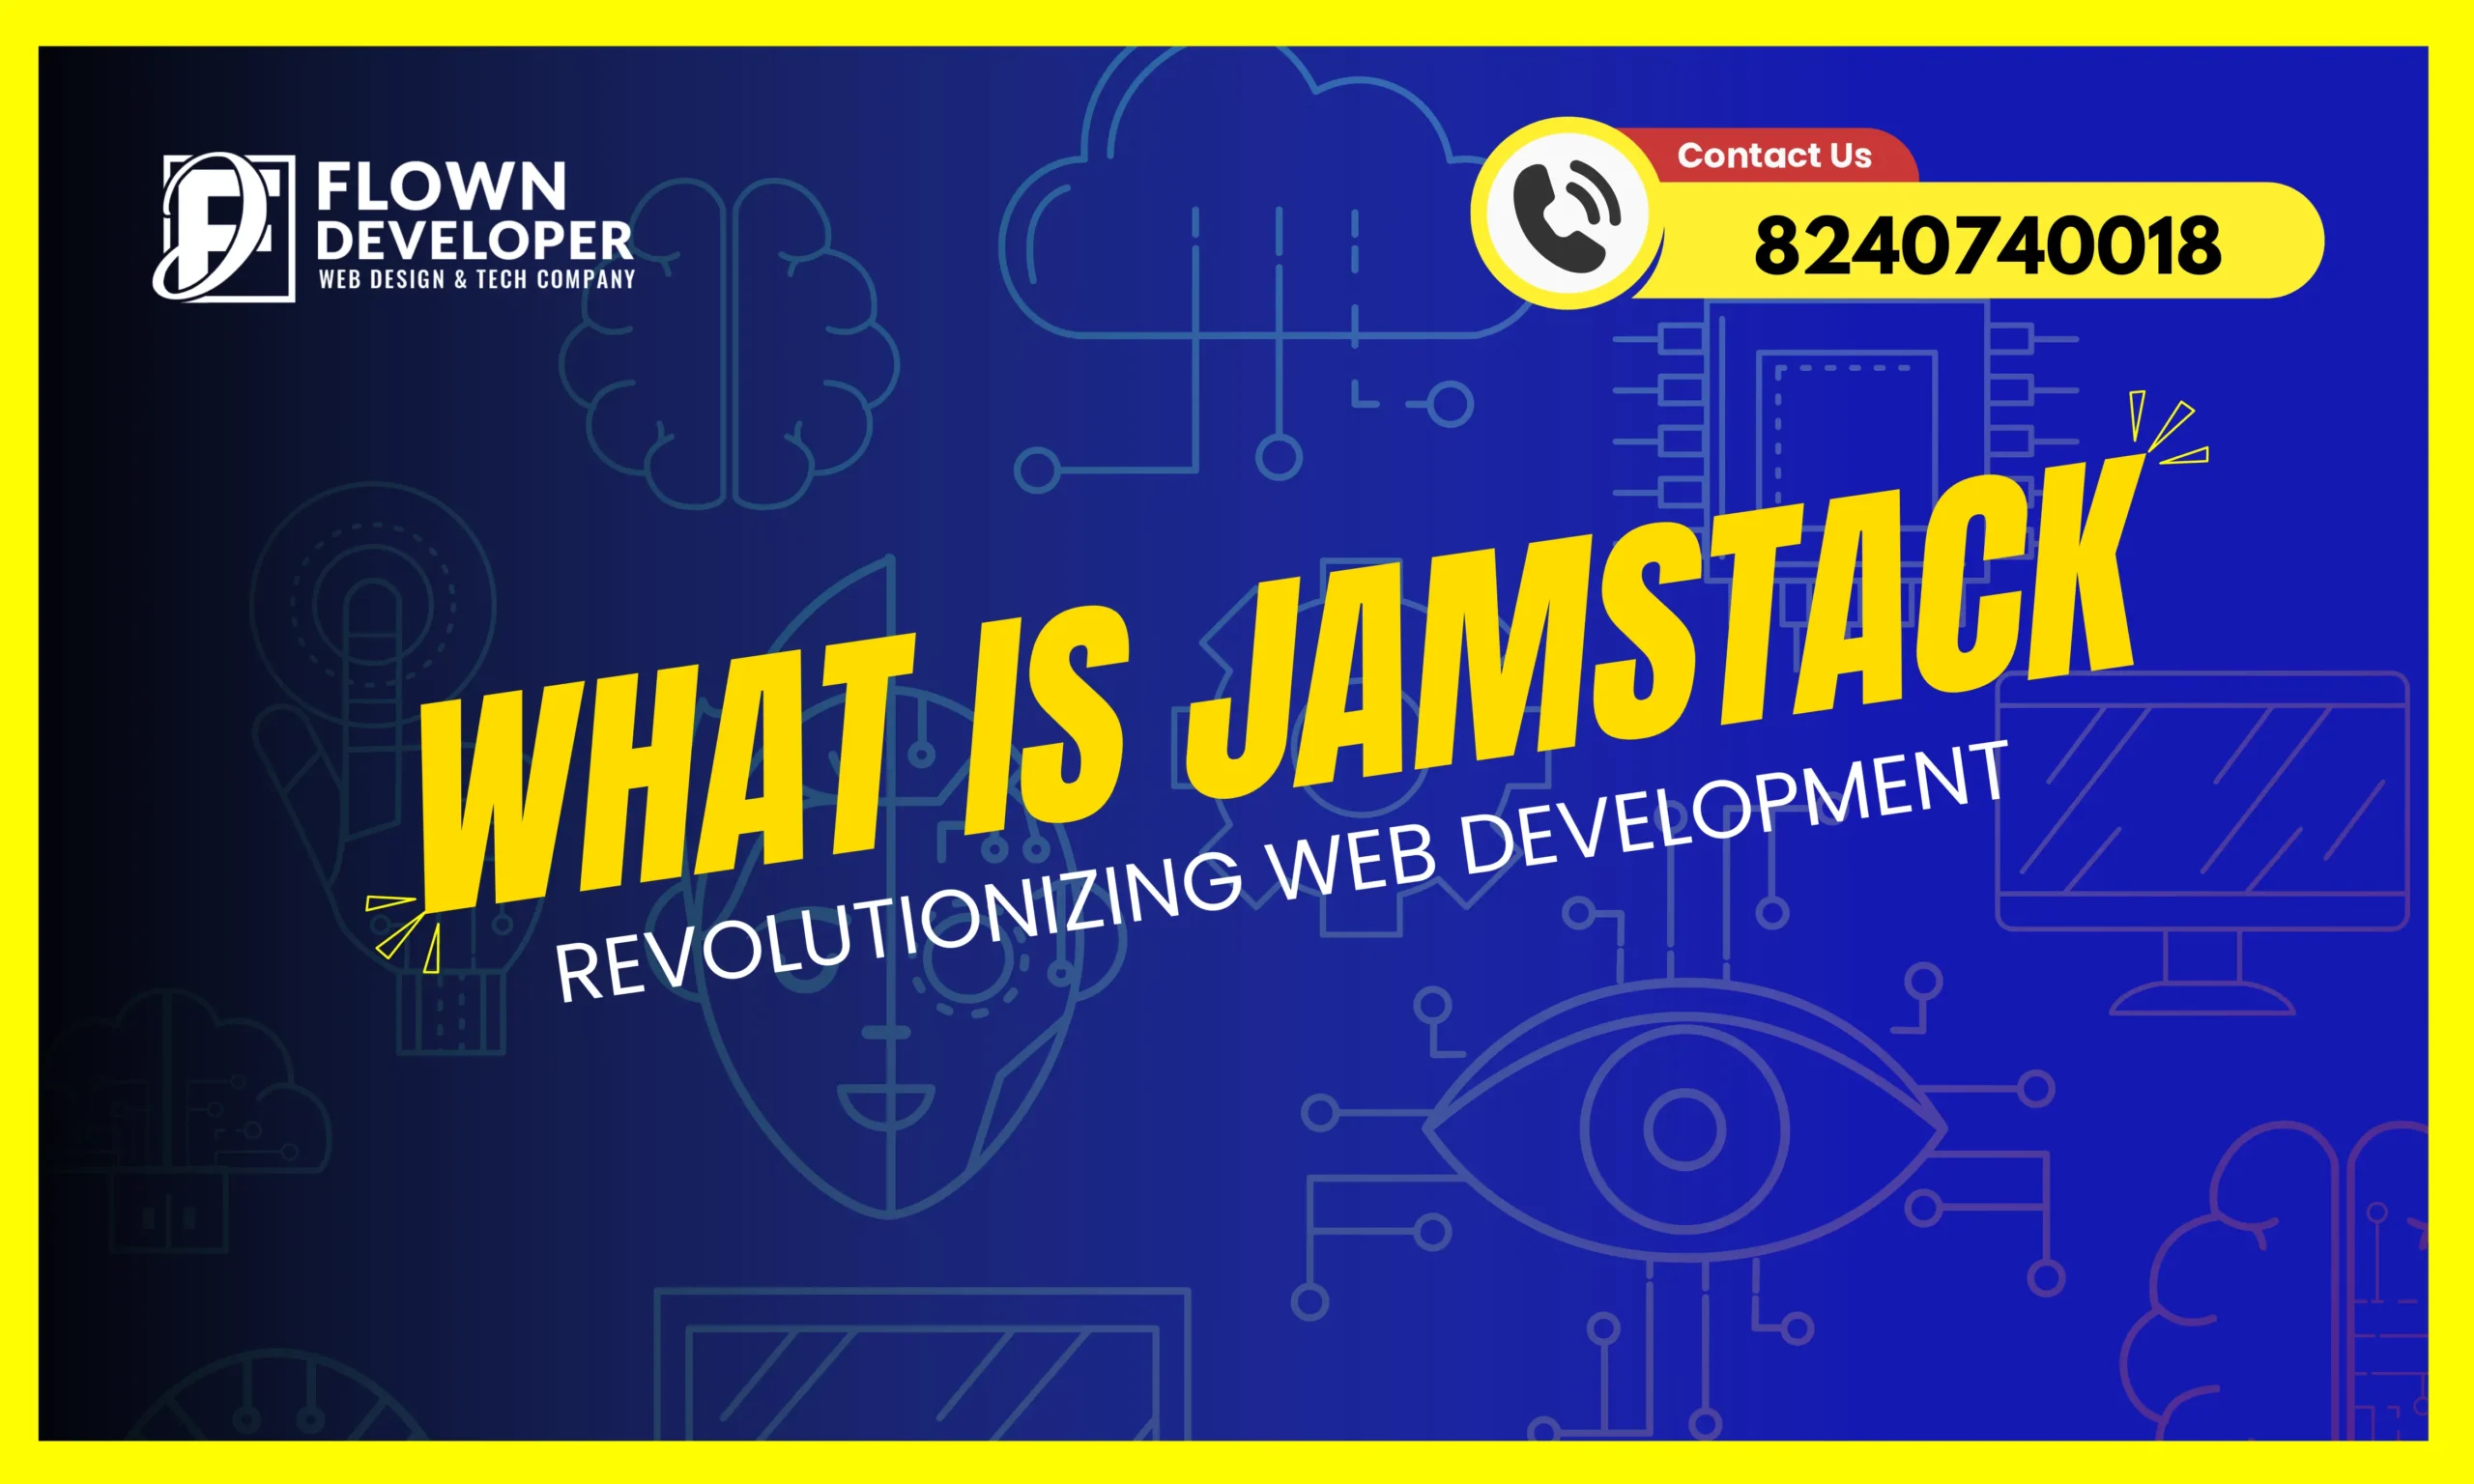 FLOWN
DEVELOPER
WEB DESIGN & TECH COMPANY
Contact Us
8240740018
WHAT IS JAMSTACK
REVOLUTIONIZING WEB DEVELOPMENT